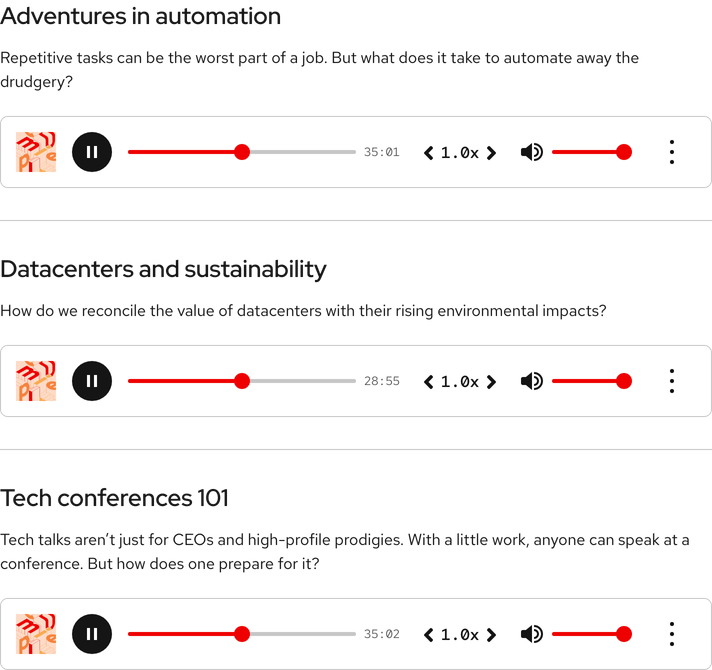 Adventures in automation
Repetitive tasks can be the worst part of a job. But what does it take to automate away the
drudgery?
35:01 1.0x
Datacenters and sustainability
How do we reconcile the value of datacenters with their rising environmental impacts?
28:55 1.0x
Tech conferences 101
Tech talks aren’t just for CEOs and high-profile prodigies. With a little work, anyone can speak at a
conference. But how does one prepare for it?
35:02 1.0x